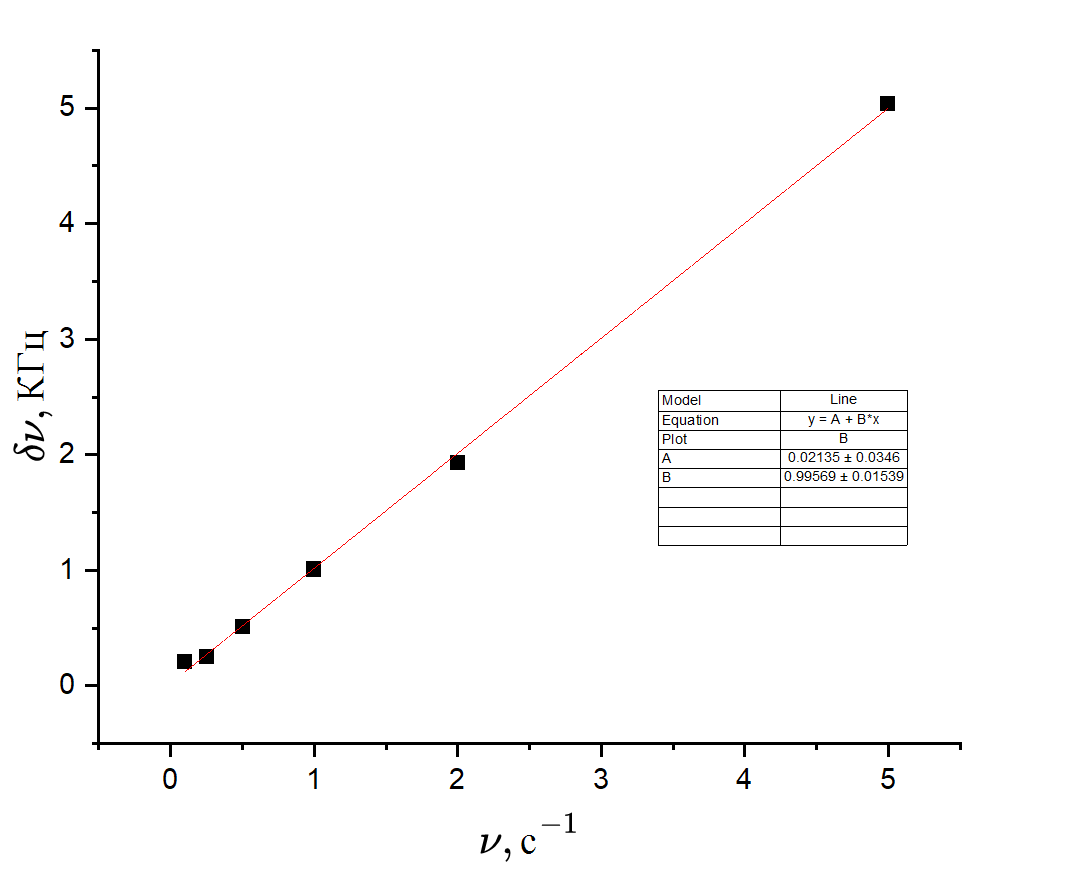 5
4
3
2
1
0
δν, КГц
Model Line
Equation y = A + B*x
Plot B
A 0.02135 ± 0.0346
B 0.99569 ± 0.01539
0 1 2 3 4 5
ν, с⁻¹